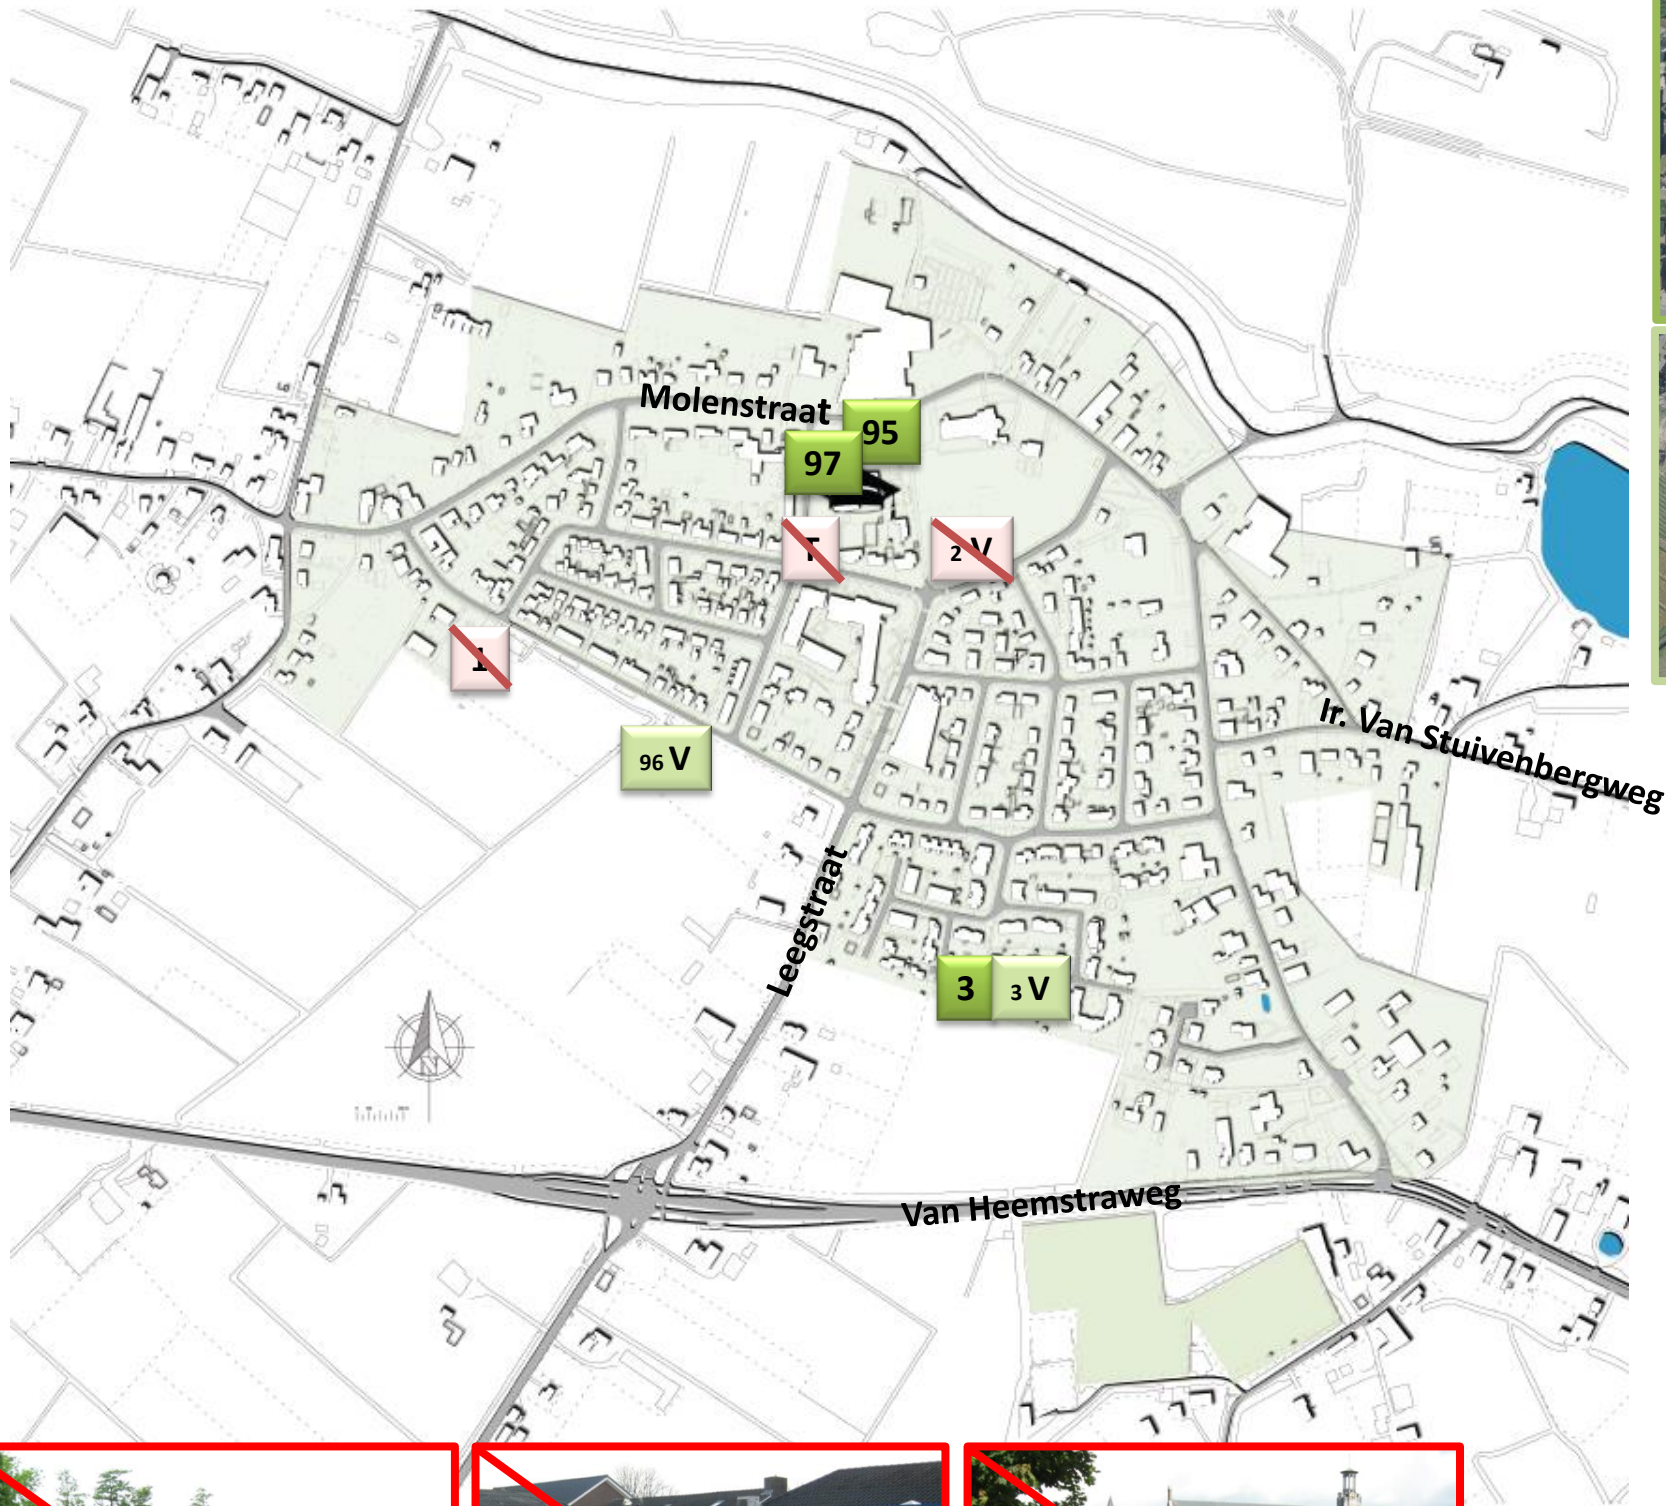 Molenstraat
95
97
T
2 V
1
96 V
Ir. Van Stuivenbergweg
Leegstraat
3
3 V
N
Van Heemstraweg